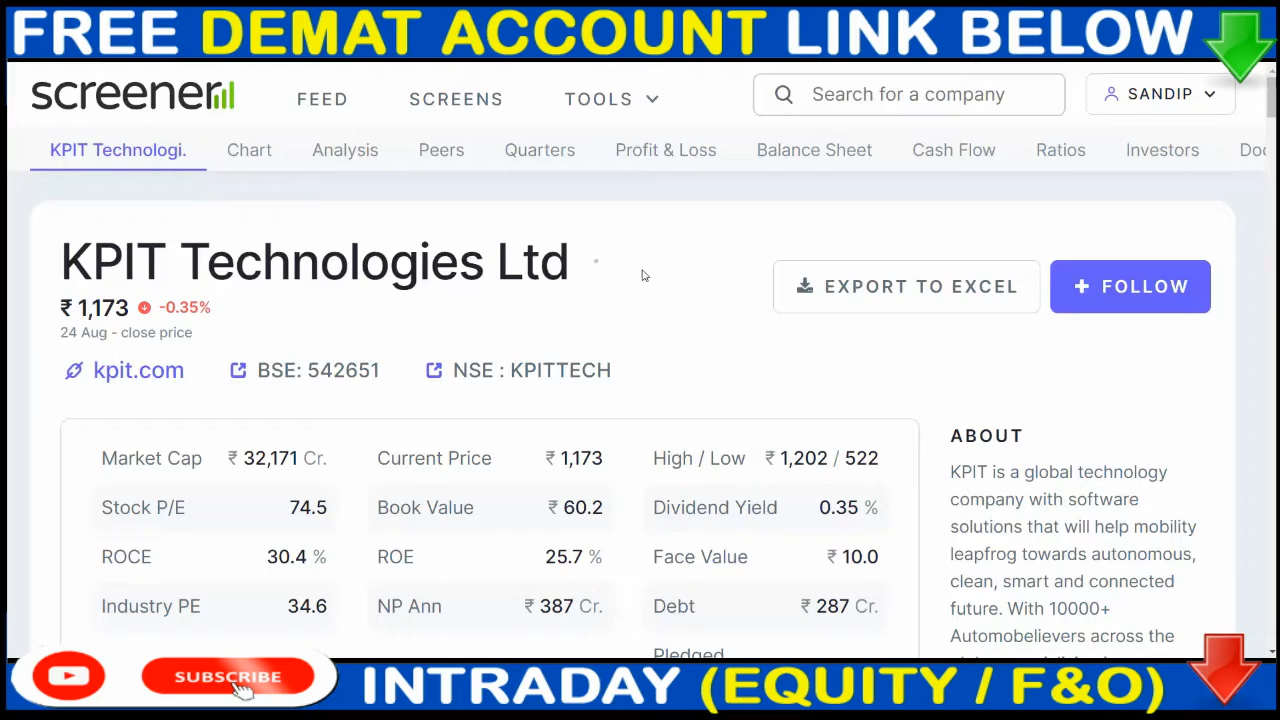 FREE DEMAT ACCOUNT LINK BELOW
screener
FEED
SCREENS
TOOLS
Search for a company
SANDIP
KPIT Technologi.
Chart
Analysis
Peers
Quarters
Profit & Loss
Balance Sheet
Cash Flow
Ratios
Investors
Doc
KPIT Technologies Ltd
₹ 1,173 -0.35%
24 Aug - close price
EXPORT TO EXCEL
+ FOLLOW
kpit.com
BSE: 542651
NSE : KPITTECH
Market Cap ₹ 32,171 Cr.
Current Price ₹ 1,173
High / Low ₹ 1,202 / 522
Stock P/E 74.5
Book Value ₹ 60.2
Dividend Yield 0.35 %
ROCE 30.4 %
ROE 25.7 %
Face Value ₹ 10.0
Industry PE 34.6
NP Ann ₹ 387 Cr.
Debt ₹ 287 Cr.
Pledged
ABOUT
KPIT is a global technology
company with software
solutions that will help mobility
leapfrog towards autonomous,
clean, smart and connected
future. With 10000+
Automobelievers across the
SUBSCRIBE
INTRADAY (EQUITY / F&O)